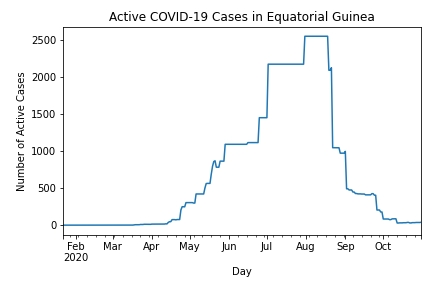 Active COVID-19 Cases in Equatorial Guinea
Number of Active Cases
2500
2000
1500
1000
500
0
Feb Mar Apr May Jun Jul Aug Sep Oct
2020
Day